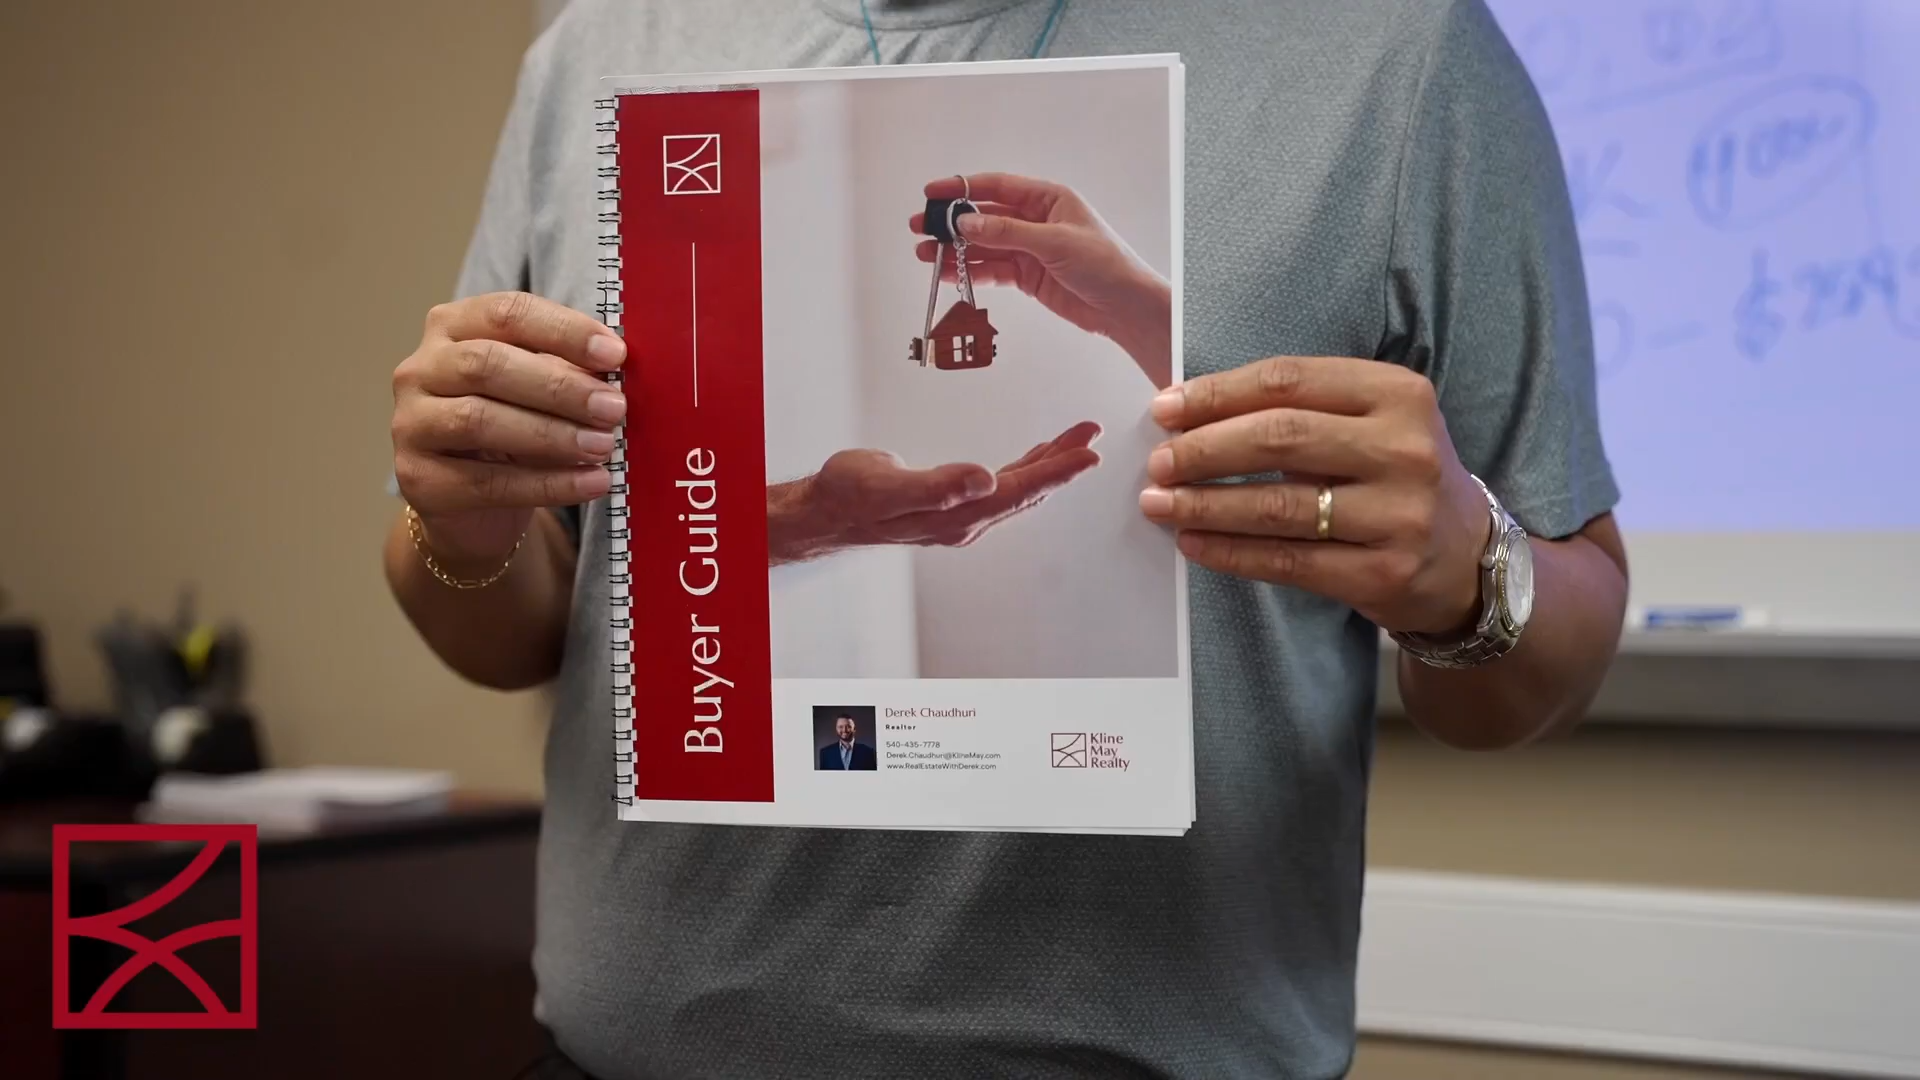 Buyer Guide
Derek Chaudhuri
Realtor
540-435-7778
Derek.Chaudhuri@KlineMay.com
www.RealEstateWithDerek.com
Kline
May
Realty